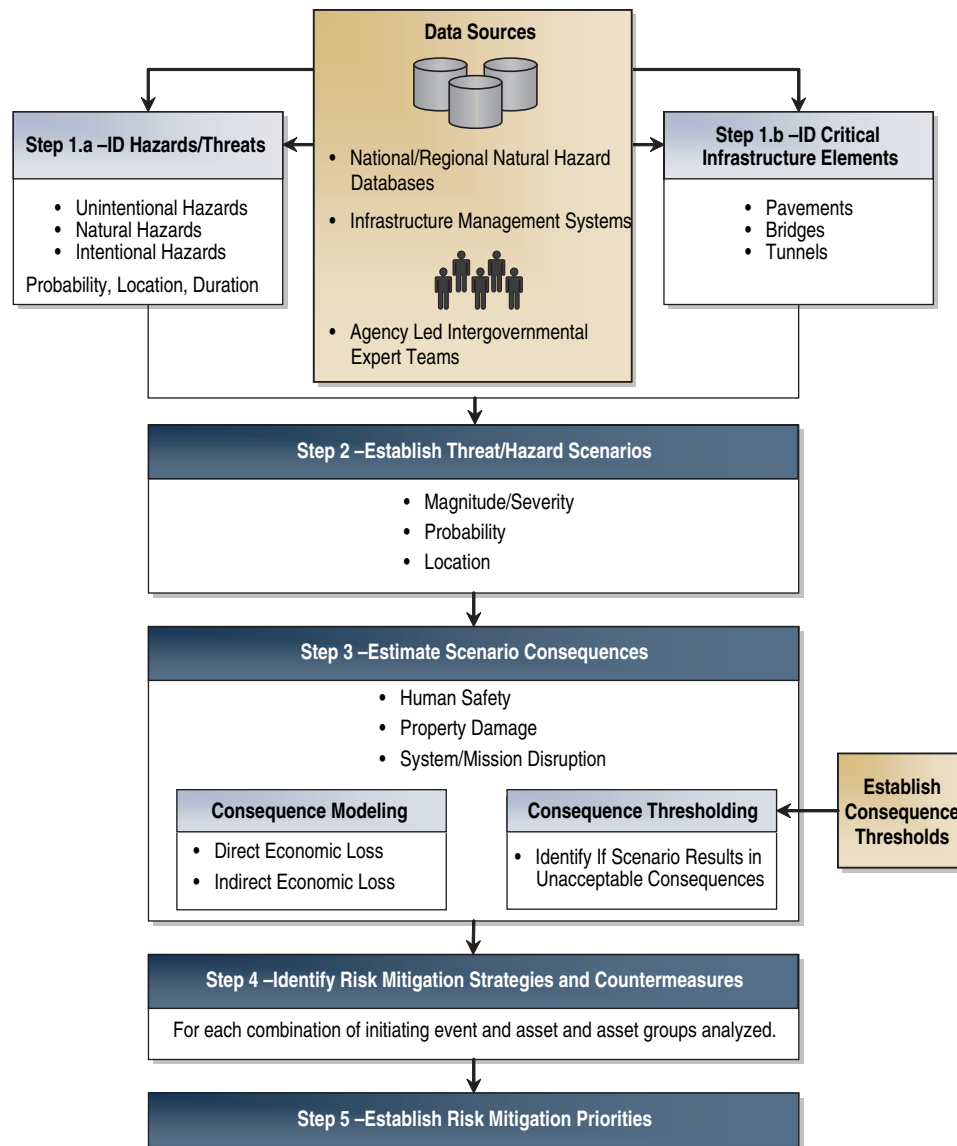 Data Sources
• National/Regional Natural Hazard
Databases
• Infrastructure Management Systems
• Agency Led Intergovernmental
Expert Teams
Step 1.a –ID Hazards/Threats
• Unintentional Hazards
• Natural Hazards
• Intentional Hazards
Probability, Location, Duration
Step 1.b –ID Critical
Infrastructure Elements
• Pavements
• Bridges
• Tunnels
Step 2 –Establish Threat/Hazard Scenarios
• Magnitude/Severity
• Probability
• Location
Step 3 –Estimate Scenario Consequences
• Human Safety
• Property Damage
• System/Mission Disruption
Consequence Modeling
• Direct Economic Loss
• Indirect Economic Loss
Consequence Thresholding
• Identify If Scenario Results in
Unacceptable Consequences
Establish
Consequence
Thresholds
Step 4 –Identify Risk Mitigation Strategies and Countermeasures
For each combination of initiating event and asset and asset groups analyzed.
Step 5 –Establish Risk Mitigation Priorities